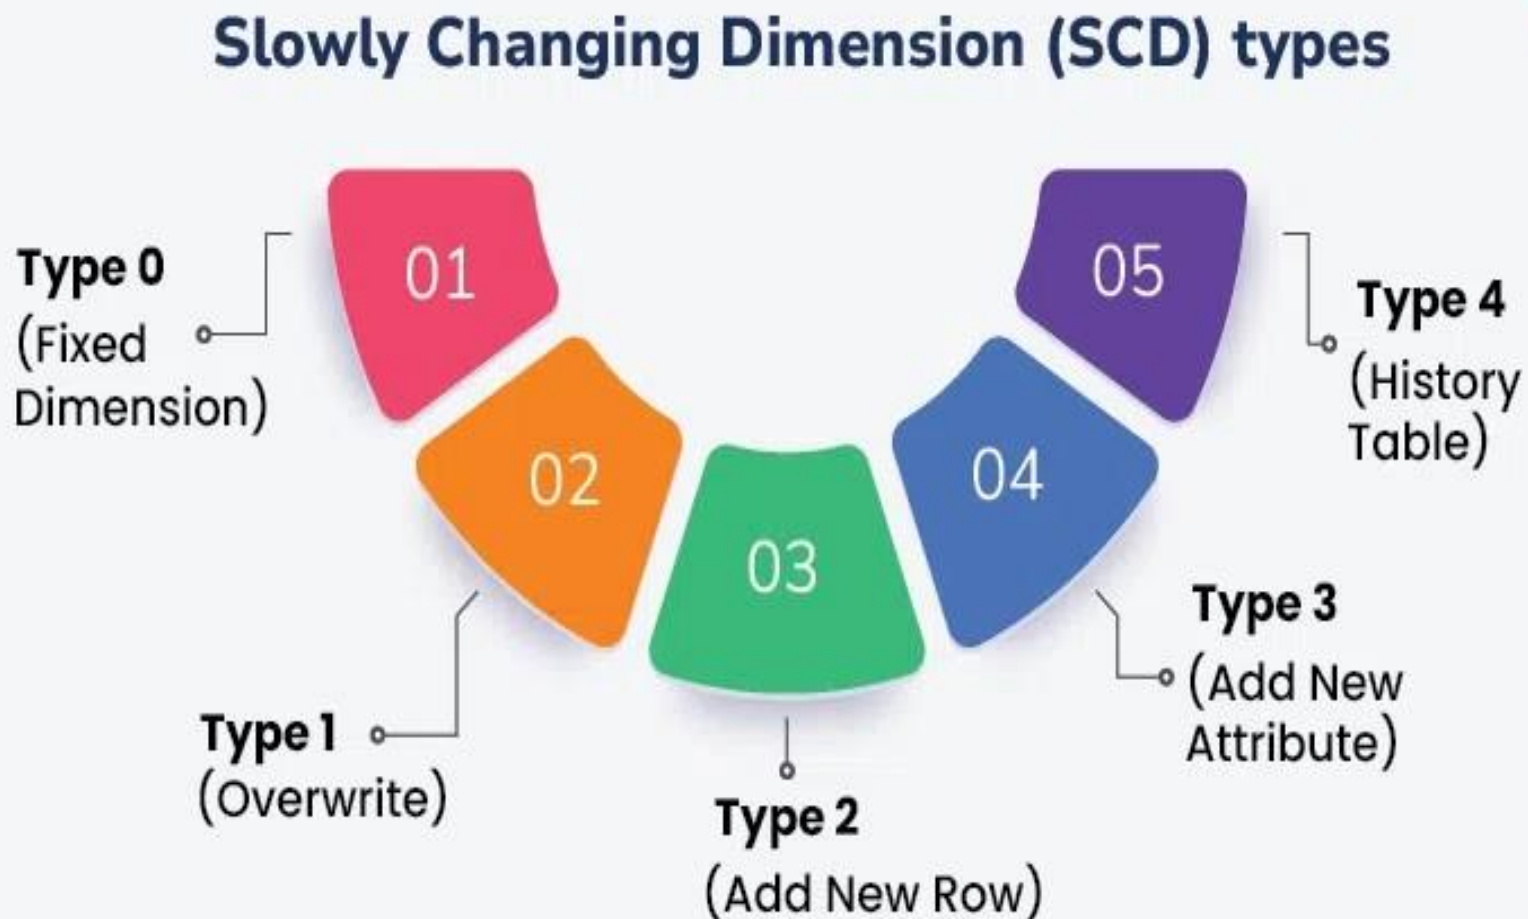 Slowly Changing Dimension (SCD) types
01
Type 0
(Fixed
Dimension)
02
Type 1
(Overwrite)
03
Type 2
(Add New Row)
04
Type 3
(Add New
Attribute)
05
Type 4
(History
Table)